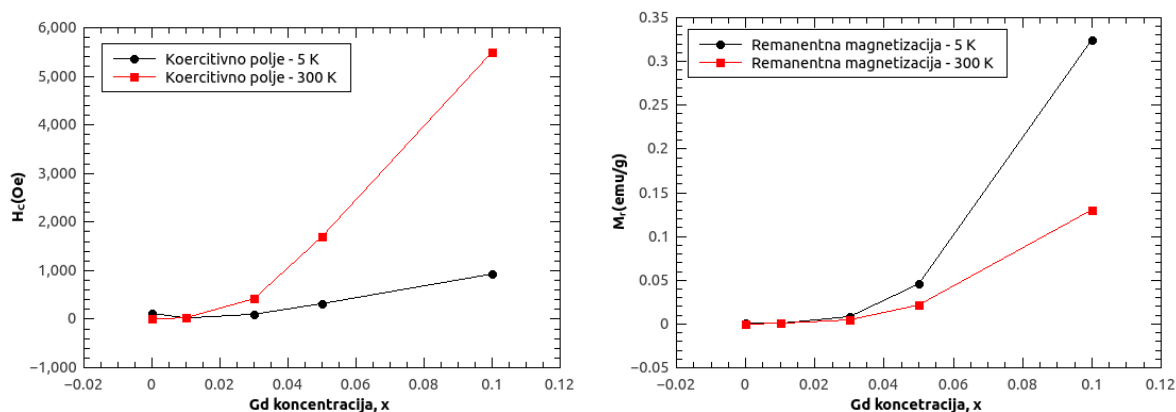 6,000
5,000
4,000
3,000
2,000
1,000
0
−1,000
Hc(Oe)
Koercitivno polje - 5 K
Koercitivno polje - 300 K
−0.02 0 0.02 0.04 0.06 0.08 0.1 0.12
Gd koncentracija, x
0.35
0.3
0.25
0.2
0.15
0.1
0.05
0
−0.05
Mr(emu/g)
Remanentna magnetizacija - 5 K
Remanentna magnetizacija - 300 K
−0.02 0 0.02 0.04 0.06 0.08 0.1 0.12
Gd koncetracija, x